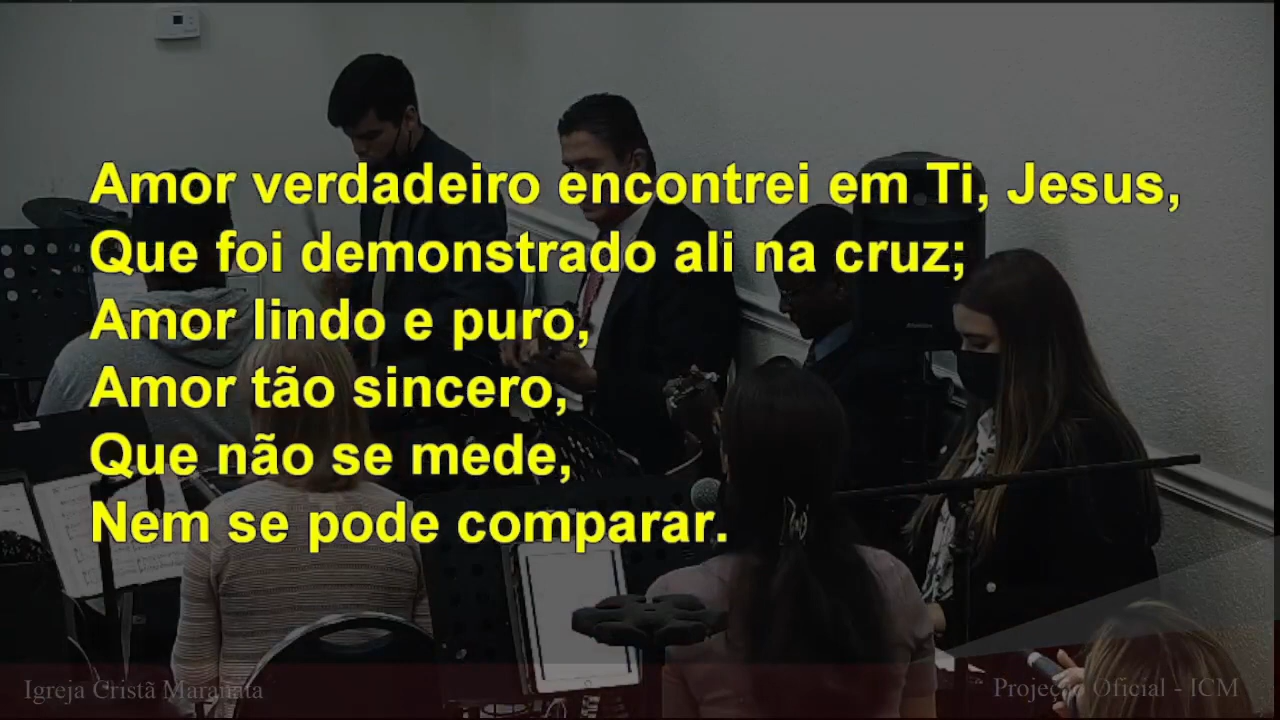 Amor verdadeiro encontrei em Ti, Jesus,
Que foi demonstrado ali na cruz;
Amor lindo e puro,
Amor tão sincero,
Que não se mede,
Nem se pode comparar.
Igreja Cristã Maranata
Projeção Oficial - ICM